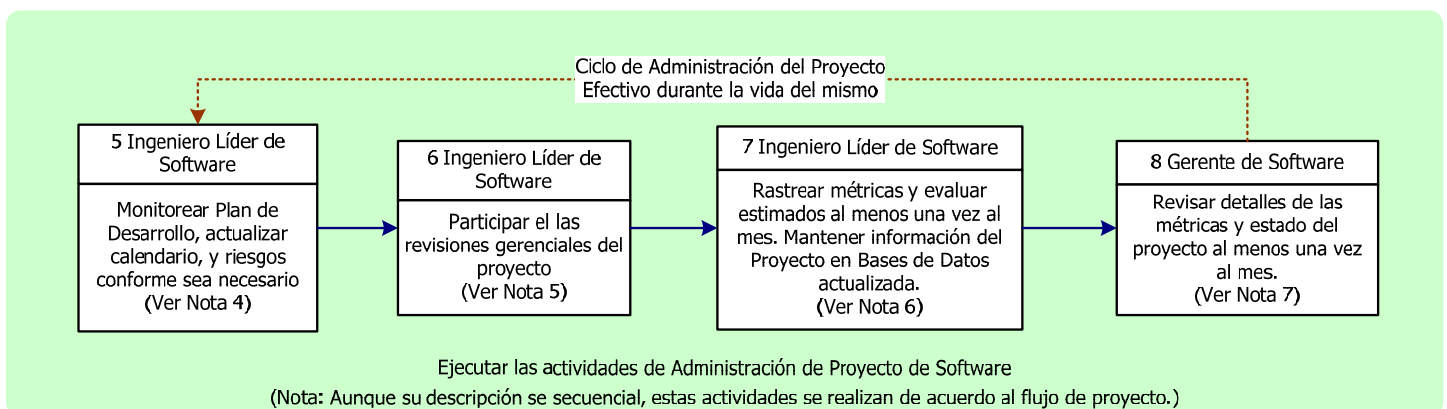 Ciclo de Administración del Proyecto
Efectivo durante la vida del mismo
5 Ingeniero Líder de
Software
Monitorear Plan de
Desarrollo, actualizar
calendario, y riesgos
conforme sea necesario
(Ver Nota 4)
6 Ingeniero Líder de
Software
Participar el las
revisiones gerenciales del
proyecto
(Ver Nota 5)
7 Ingeniero Líder de Software
Rastrear métricas y evaluar
estimados al menos una vez al
mes. Mantener información del
Proyecto en Bases de Datos
actualizada.
(Ver Nota 6)
8 Gerente de Software
Revisar detalles de las
métricas y estado del
proyecto al menos una vez
al mes.
(Ver Nota 7)
Ejecutar las actividades de Administración de Proyecto de Software
(Nota: Aunque su descripción se secuencial, estas actividades se realizan de acuerdo al flujo de proyecto.)